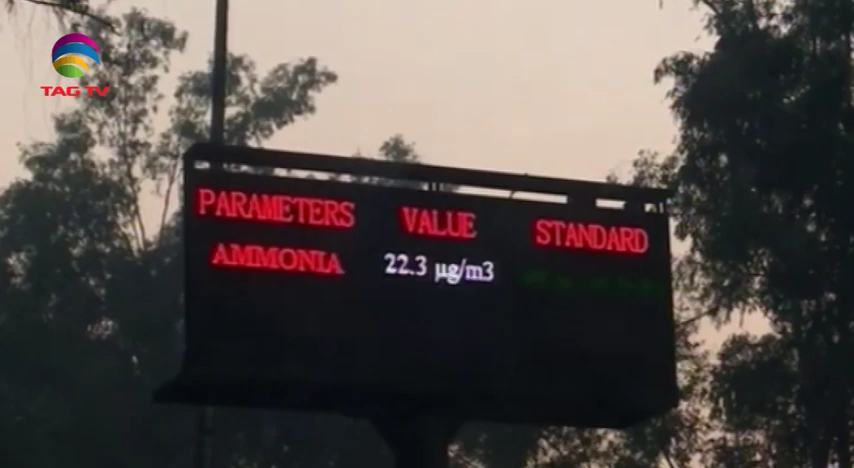 TAG TV
PARAMETERS VALUE STANDARD
AMMONIA 22.3 µg/m3